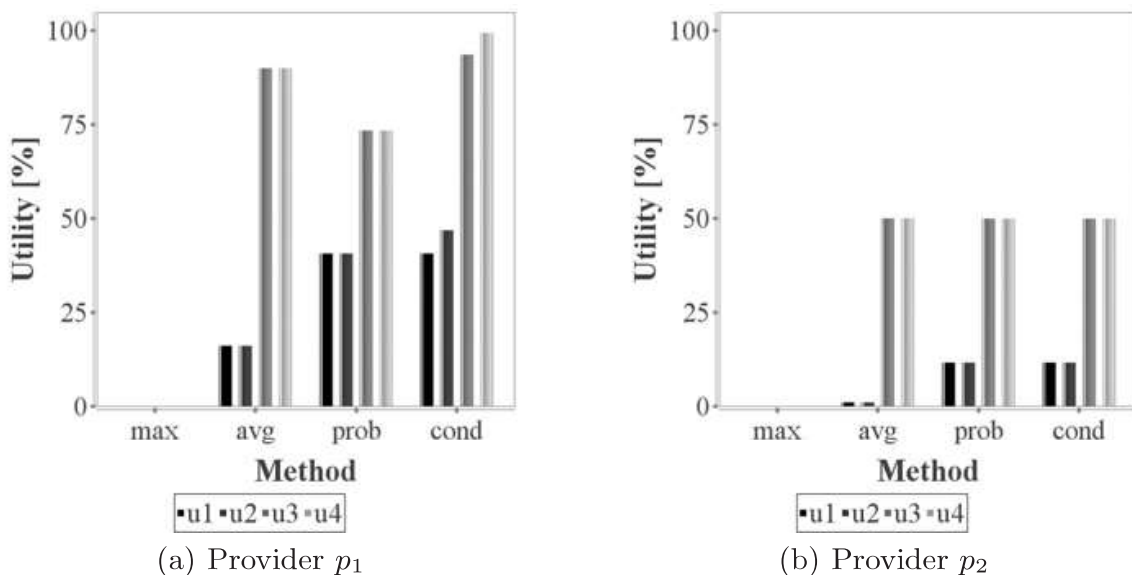 100
75
50
25
0
Utility [%]
max avg prob cond
Method
u1 u2 u3 u4
(a) Provider p₁
100
75
50
25
0
Utility [%]
max avg prob cond
Method
u1 u2 u3 u4
(b) Provider p₂